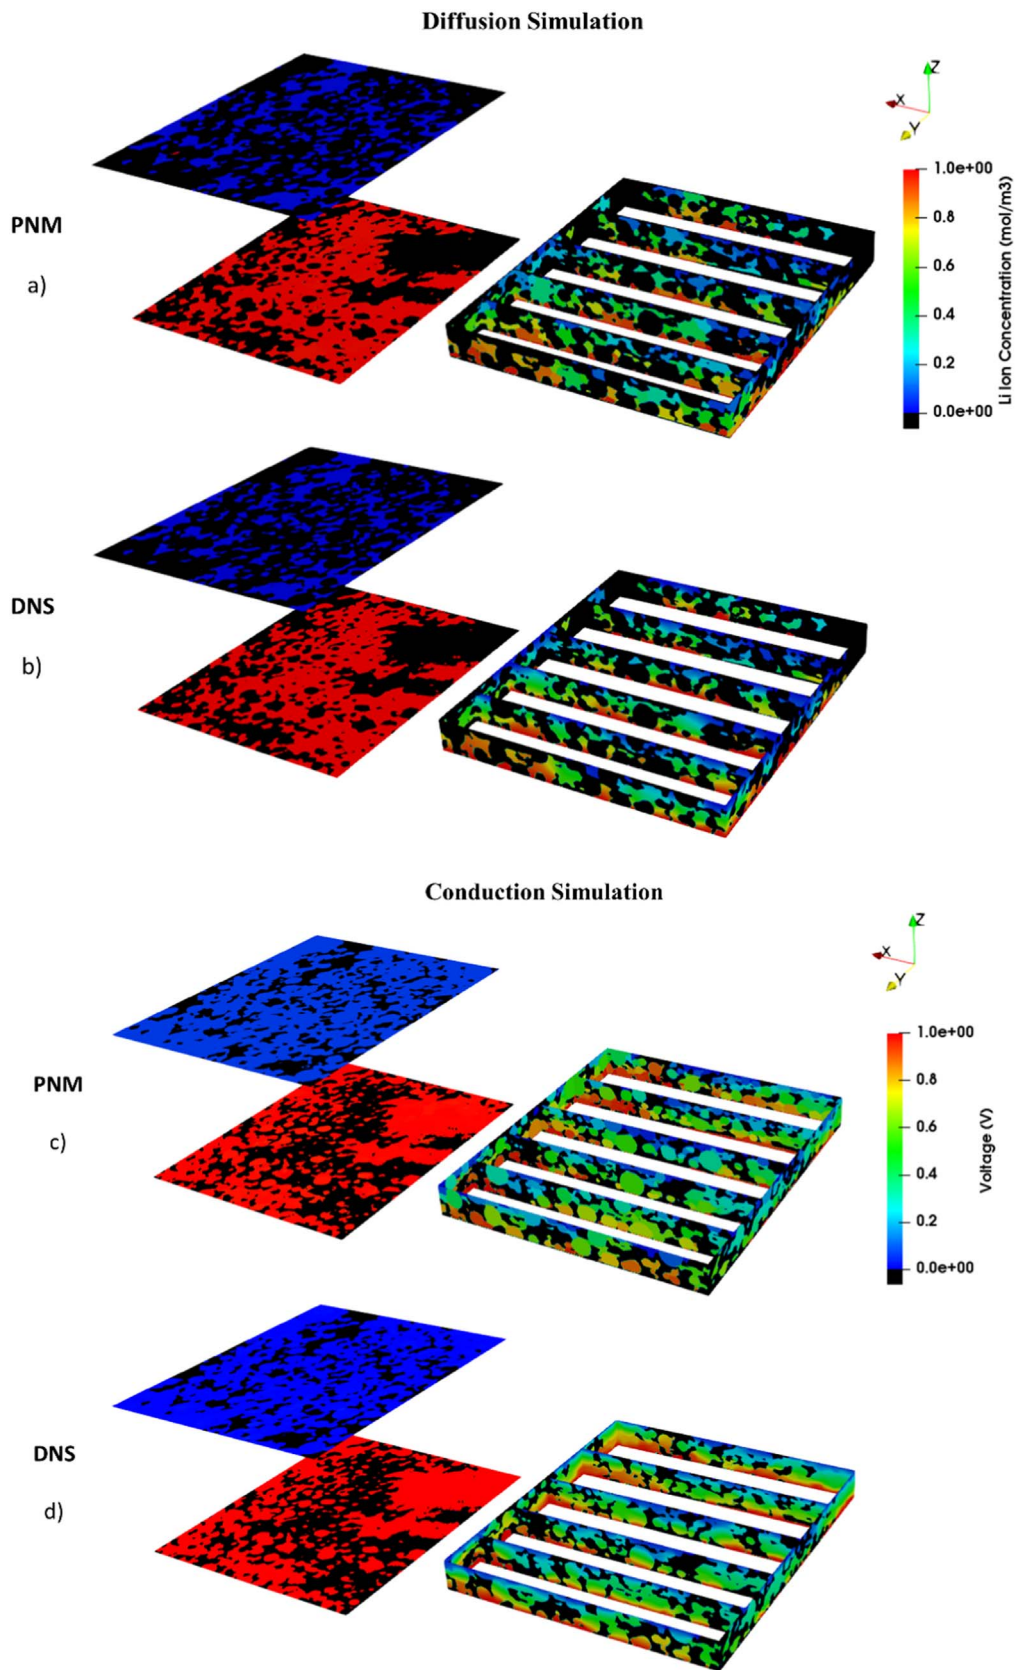 Diffusion Simulation
Z
X
Y
PNM
a)
1.0e+00
0.8
0.6
0.4
0.2
0.0e+00
Li Ion Concentration (mol/m3)
DNS
b)
Conduction Simulation
Z
X
Y
PNM
c)
1.0e+00
0.8
0.6
0.4
0.2
0.0e+00
Voltage (V)
DNS
d)